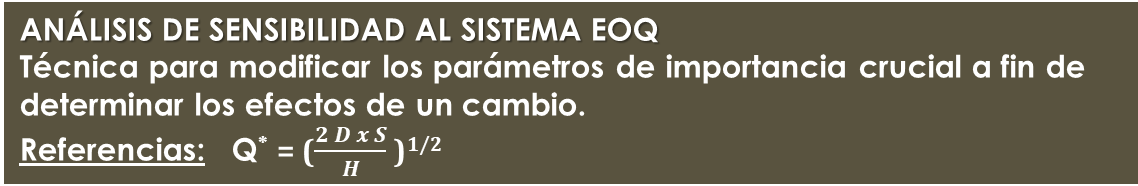 ANÁLISIS DE SENSIBILIDAD AL SISTEMA EOQ
Técnica para modificar los parámetros de importancia crucial a fin de
determinar los efectos de un cambio.
Referencias: Q* = (2 D x S / H)1/2